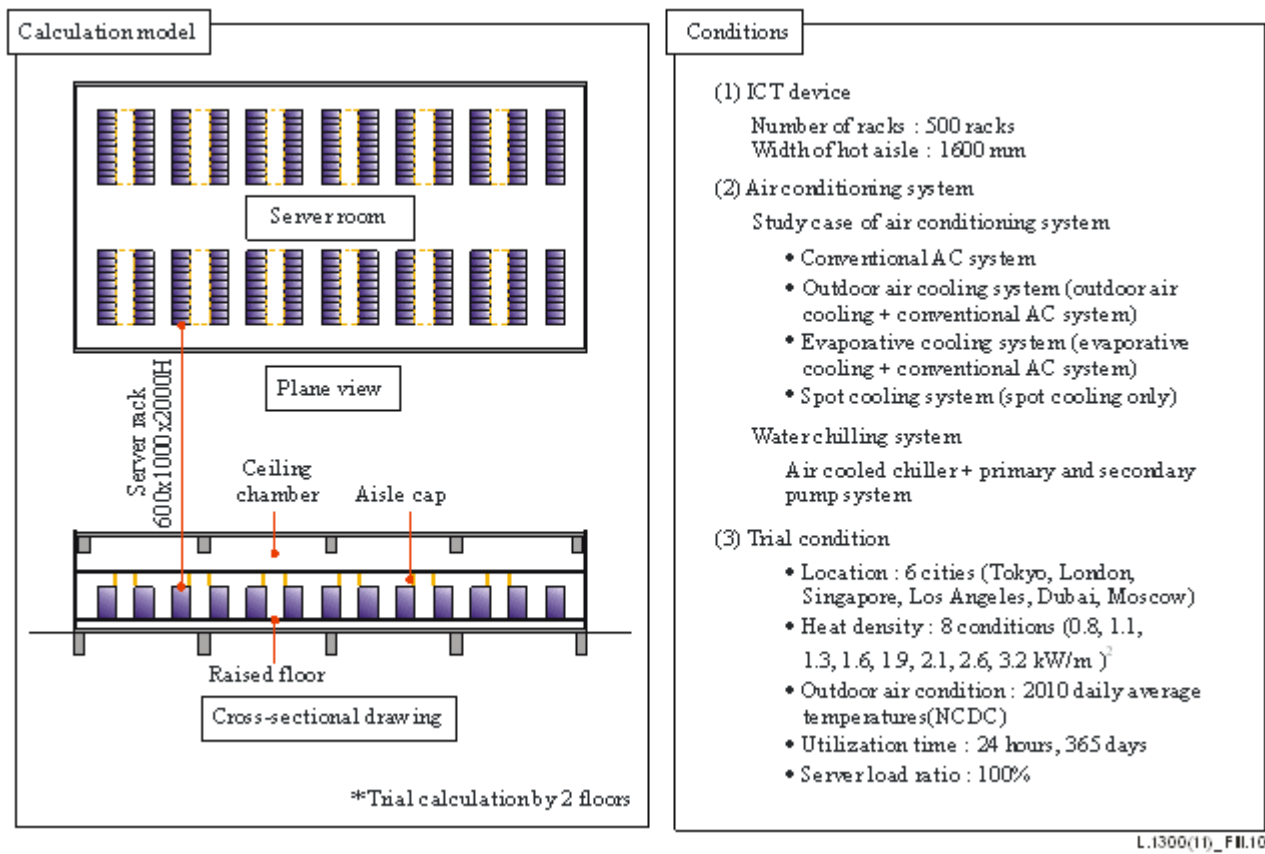 Calculation model
Server room
Plane view
Server rack
600x1000x2000H
Ceiling
chamber
Aisle cap
Raised floor
Cross-sectional drawing
*Trial calculation by 2 floors
Conditions
(1) ICT device
Number of racks : 500 racks
Width of hot aisle : 1600 mm
(2) Air conditioning system
Study case of air conditioning system
• Conventional AC system
• Outdoor air cooling system (outdoor air
cooling + conventional AC system)
• Evaporative cooling system (evaporative
cooling + conventional AC system)
• Spot cooling system (spot cooling only)
Water chilling system
Air cooled chiller + primary and secondary
pump system
(3) Trial condition
• Location : 6 cities (Tokyo, London,
Singapore, Los Angeles, Dubai, Moscow)
• Heat density : 8 conditions (0.8, 1.1,
1.3, 1.6, 1.9, 2.1, 2.6, 3.2 kW/m )²
• Outdoor air condition : 2010 daily average
temperatures(NCDC)
• Utilization time : 24 hours, 365 days
• Server load ratio : 100%
L.1300(11)_FIII.10